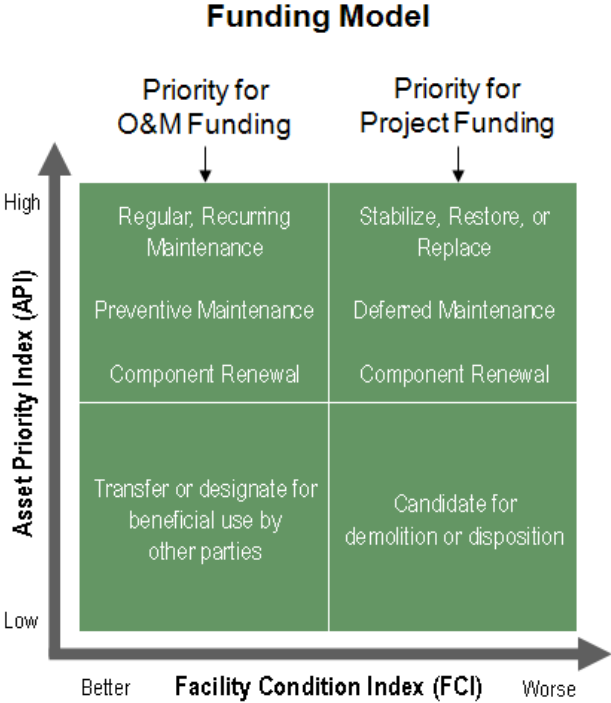 Funding Model
Priority for
O&M Funding
Priority for
Project Funding
High
Regular, Recurring
Maintenance
Preventive Maintenance
Component Renewal
Stabilize, Restore, or
Replace
Deferred Maintenance
Component Renewal
Asset Priority Index (API)
Transfer or designate for
beneficial use by
other parties
Candidate for
demolition or disposition
Low
Better
Facility Condition Index (FCI)
Worse